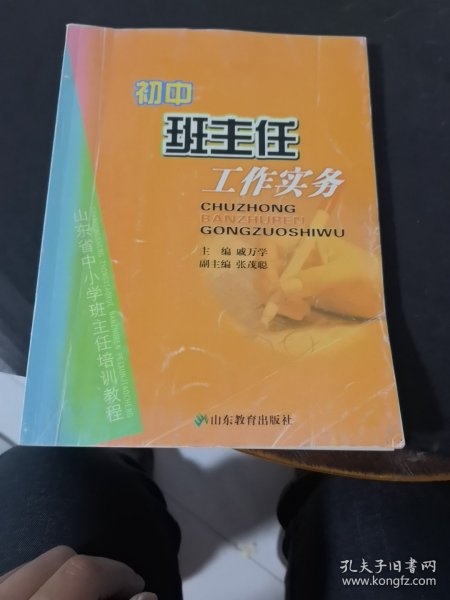 初中
班主任
工作实务
CHUZHONG
BANZHUREN
GONGZUOSHIWU
主 编 戚万学
副主编 张茂聪
山东省中小学班主任培训教程
山东教育出版社
孔夫子旧书网
www.kongfz.com